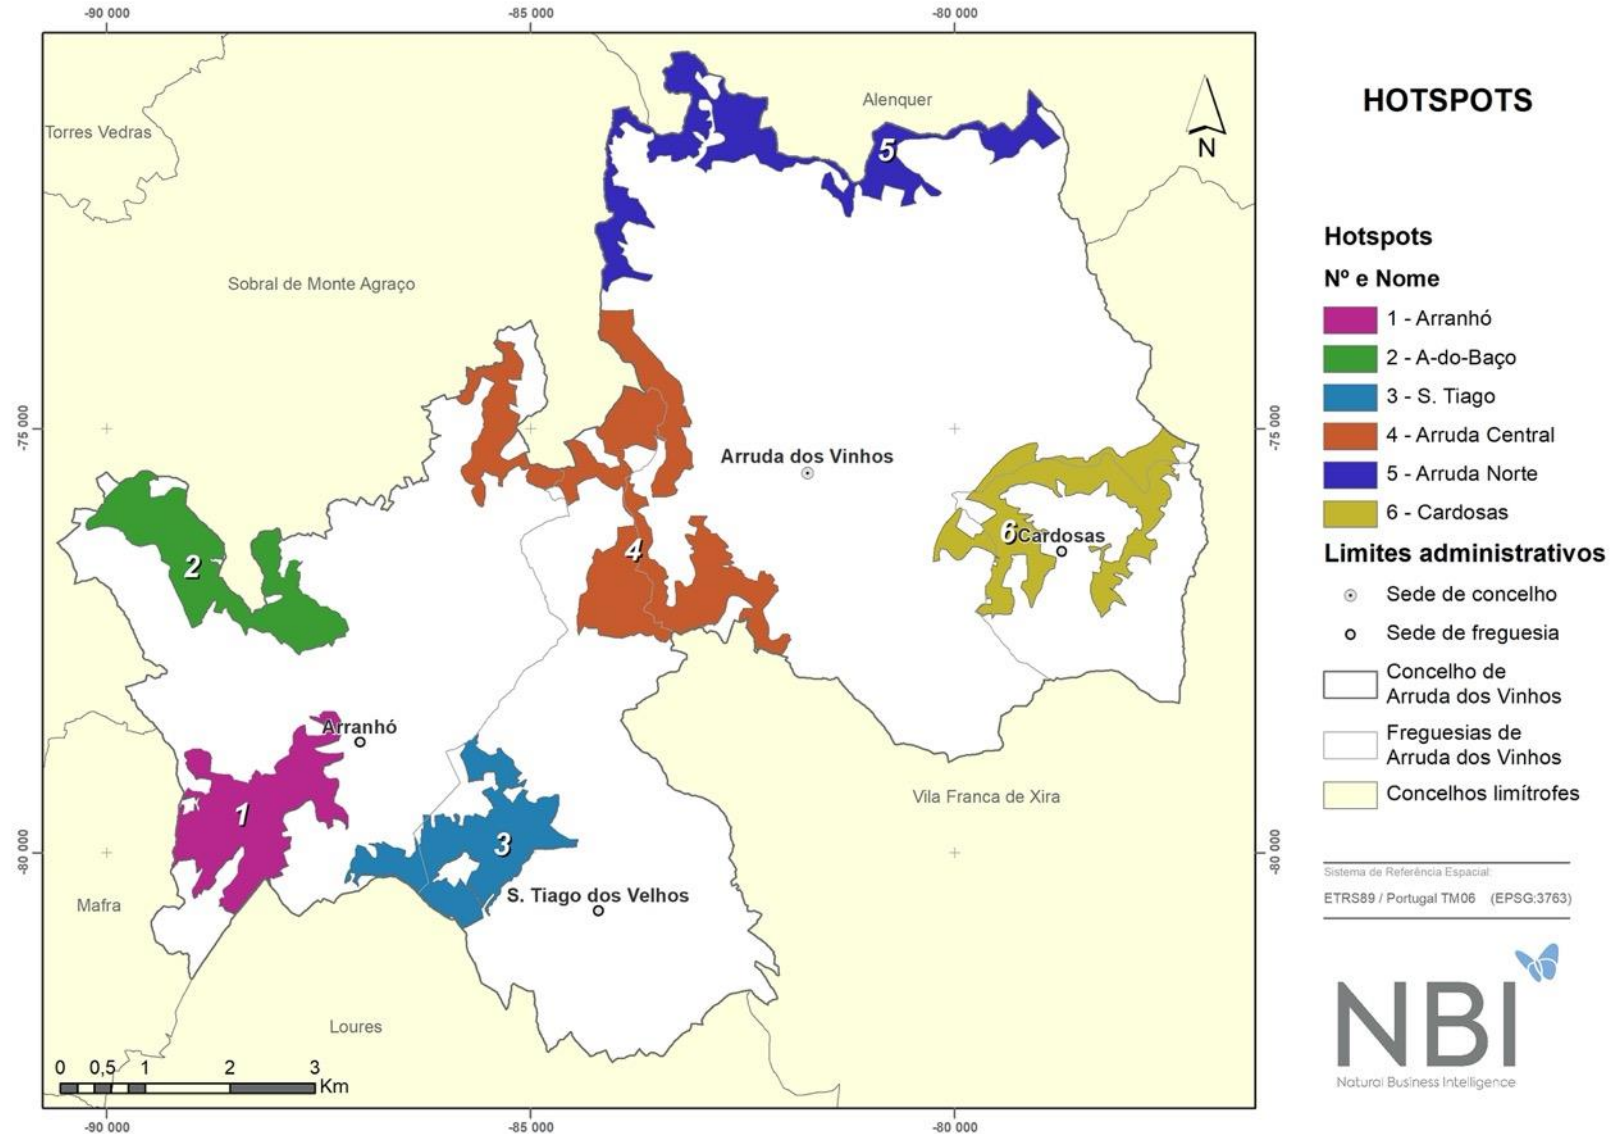 -90 000
-85 000
-80 000
HOTSPOTS
Alenquer
Torres Vedras
N
5
Hotspots
Nº e Nome
Sobral de Monte Agraço
1 - Arranhó
2 - A-do-Baço
3 - S. Tiago
-75 000
-75 000
4 - Arruda Central
Arruda dos Vinhos
5 - Arruda Norte
6 - Cardosas
6
Cardosas
4
2
Limites administrativos
Sede de concelho
Sede de freguesia
Concelho de
Arruda dos Vinhos
Arranhó
Freguesias de
Arruda dos Vinhos
Vila Franca de Xira
Concelhos limítrofes
1
3
-80 000
-80 000
Sistema de Referência Espacial:
ETRS89 / Portugal TM06 (EPSG:3763)
S. Tiago dos Velhos
Mafra
Loures
0 0,5 1 2 3
Km
NBI
Natural Business Intelligence
-90 000
-85 000
-80 000